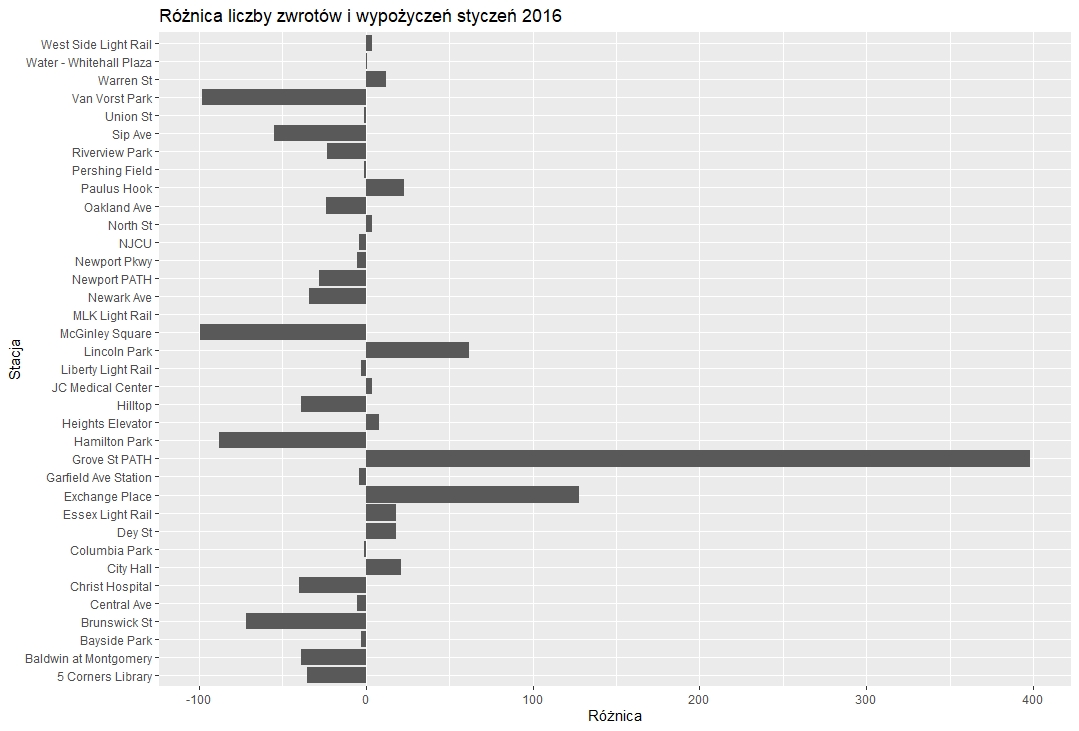 Różnica liczby zwrotów i wypożyczeń styczeń 2016
West Side Light Rail
Water - Whitehall Plaza
Warren St
Van Vorst Park
Union St
Sip Ave
Riverview Park
Pershing Field
Paulus Hook
Oakland Ave
North St
NJCU
Newport Pkwy
Newport PATH
Newark Ave
MLK Light Rail
McGinley Square
Lincoln Park
Liberty Light Rail
JC Medical Center
Hilltop
Heights Elevator
Hamilton Park
Grove St PATH
Garfield Ave Station
Exchange Place
Essex Light Rail
Dey St
Columbia Park
City Hall
Christ Hospital
Central Ave
Brunswick St
Bayside Park
Baldwin at Montgomery
5 Corners Library
Stacja
-100 0 100 200 300 400
Różnica